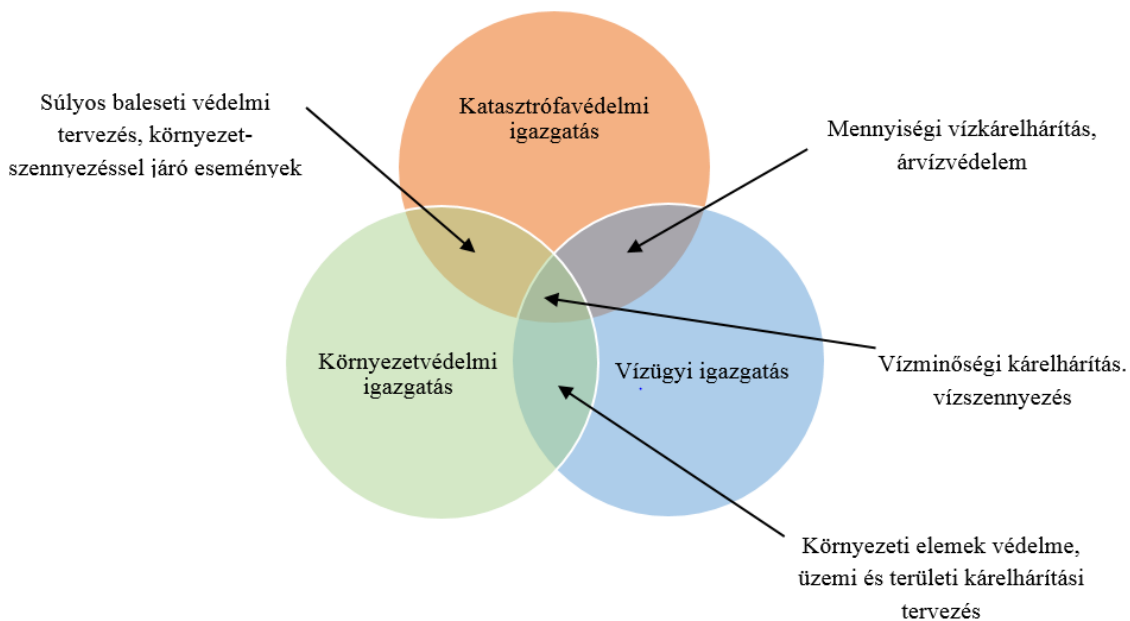 Súlyos baleseti védelmi
tervezés, környezet-
szennyezéssel járó események
Katasztrófavédelmi
igazgatás
Mennyiségi vízkárelhárítás,
árvízvédelem
Környezetvédelmi
igazgatás
Vízügyi igazgatás
Vízminőségi kárelhárítás.
vízszennyezés
Környezeti elemek védelme,
üzemi és területi kárelhárítási
tervezés